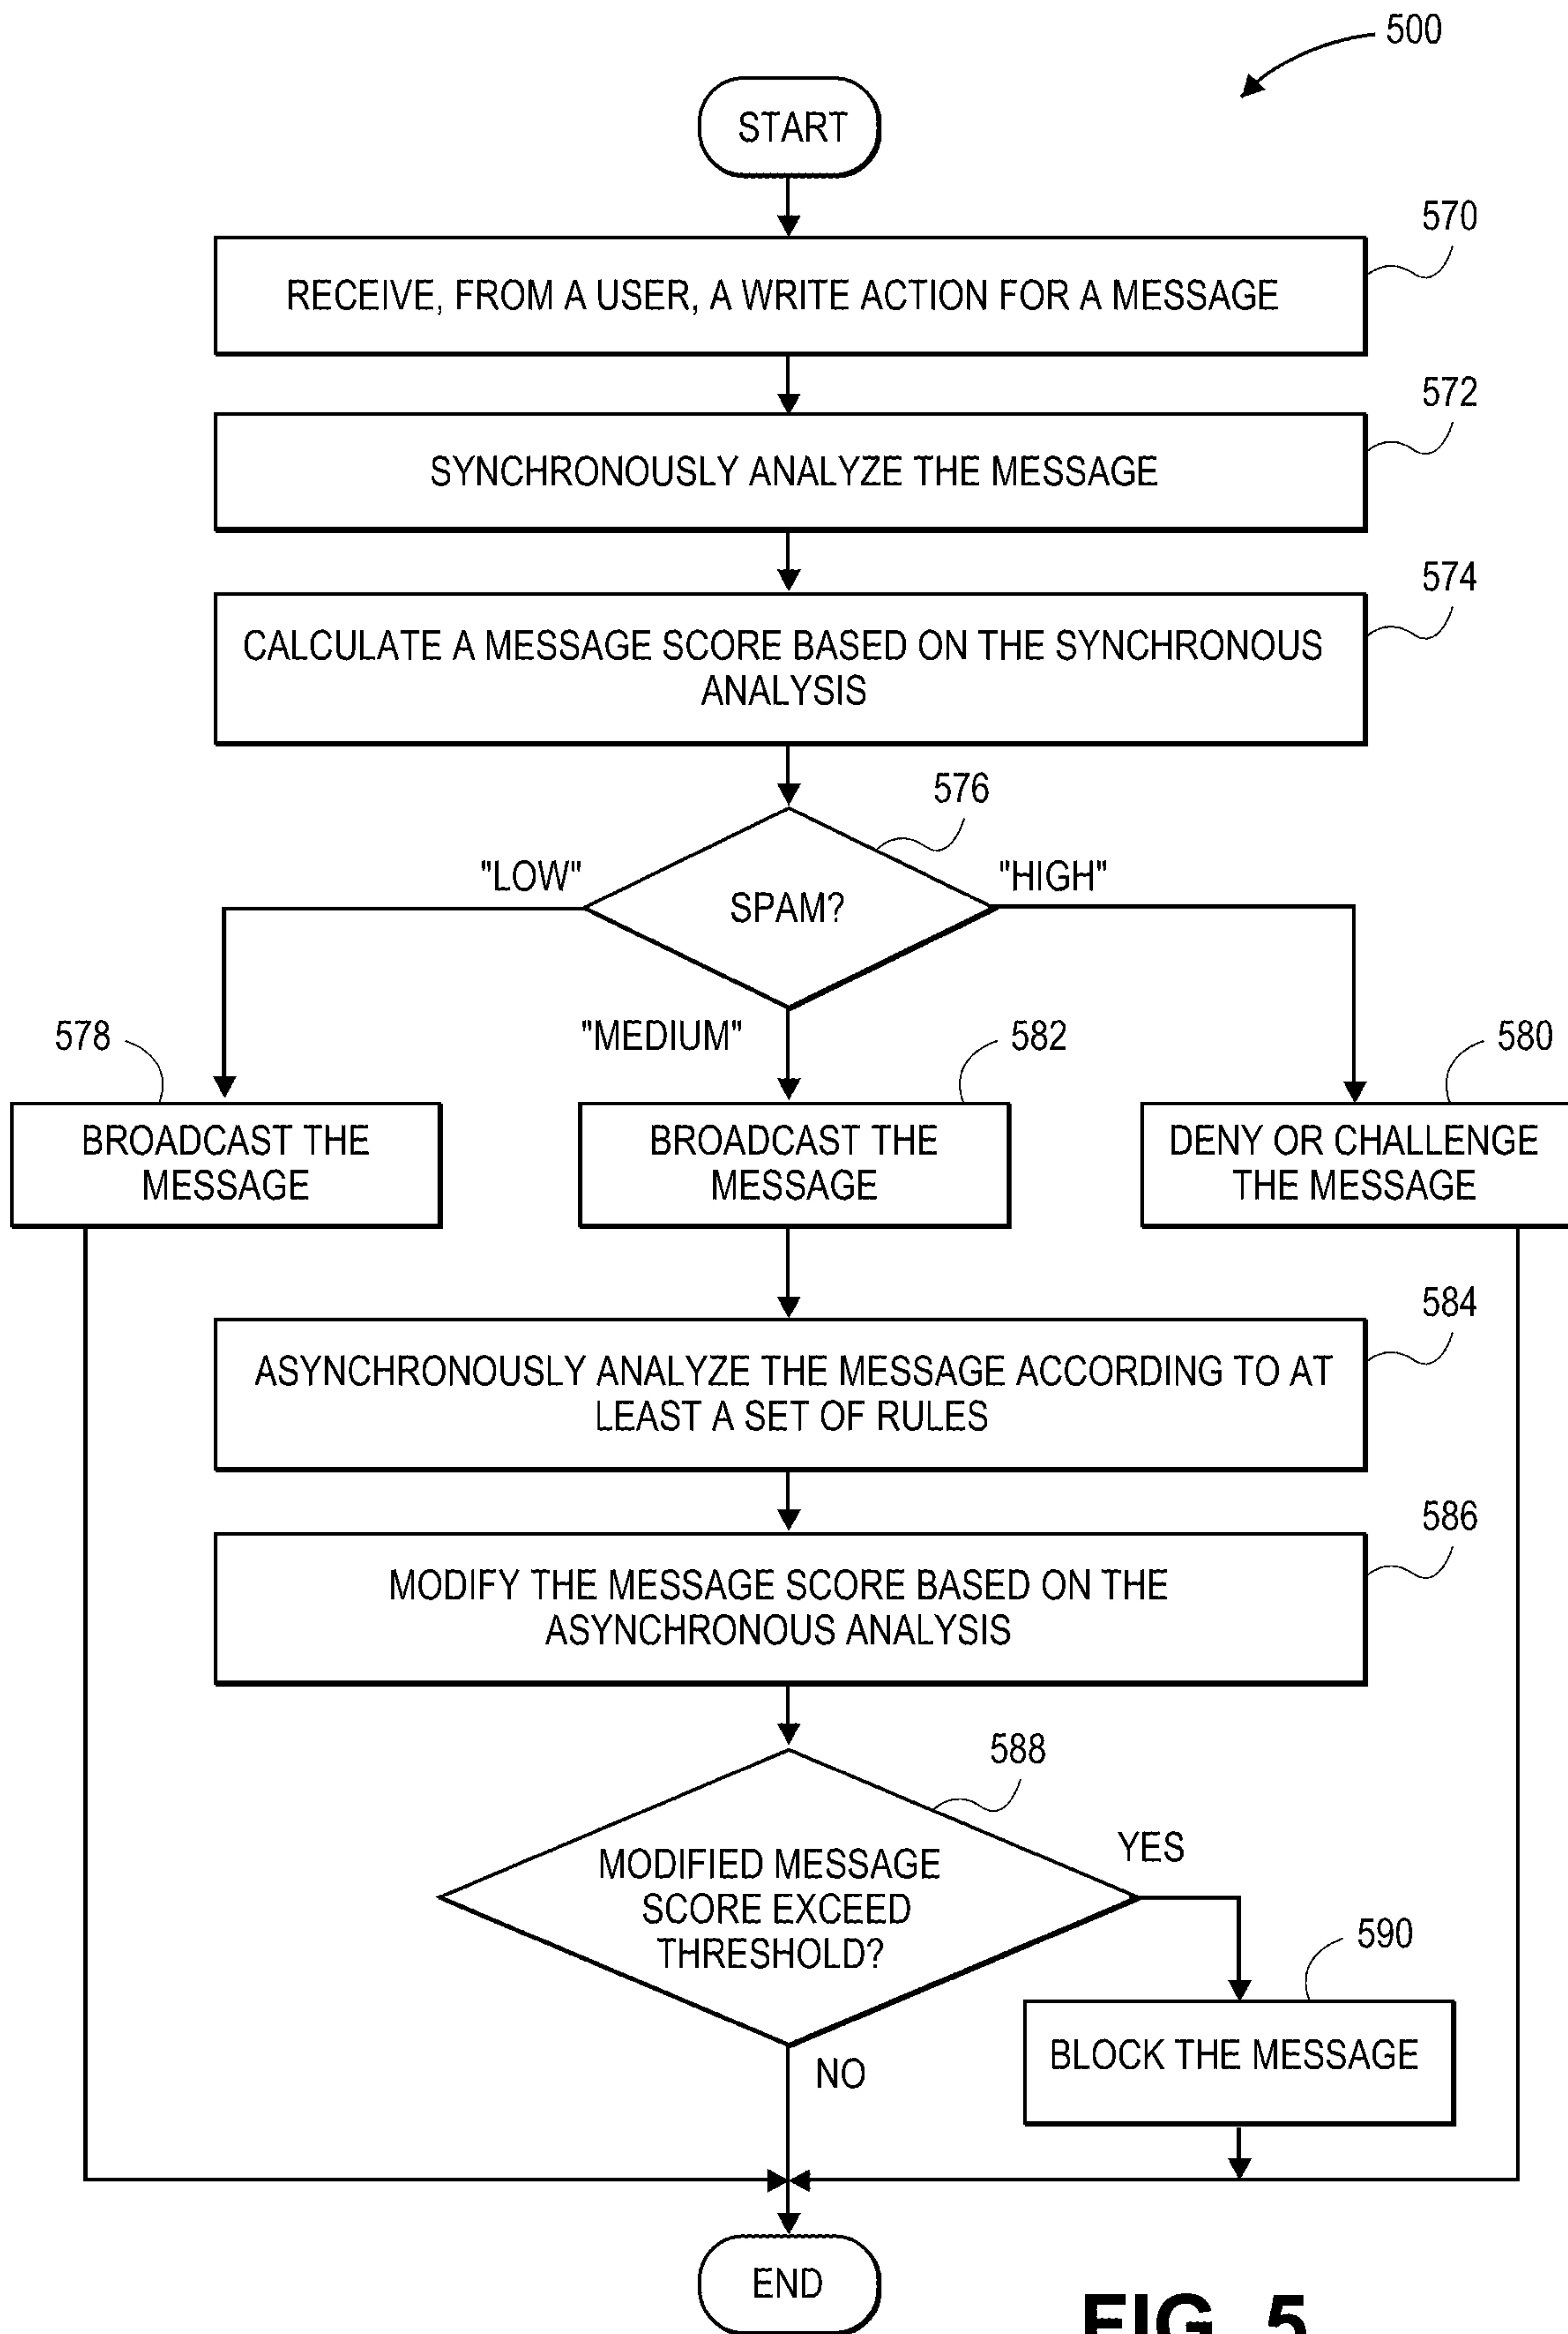 500
START
570
RECEIVE, FROM A USER, A WRITE ACTION FOR A MESSAGE
572
SYNCHRONOUSLY ANALYZE THE MESSAGE
574
CALCULATE A MESSAGE SCORE BASED ON THE SYNCHRONOUS
ANALYSIS
576
"LOW"
"HIGH"
SPAM?
578
"MEDIUM"
582
580
BROADCAST THE
MESSAGE
BROADCAST THE
MESSAGE
DENY OR CHALLENGE
THE MESSAGE
584
ASYNCHRONOUSLY ANALYZE THE MESSAGE ACCORDING TO AT
LEAST A SET OF RULES
586
MODIFY THE MESSAGE SCORE BASED ON THE
ASYNCHRONOUS ANALYSIS
588
YES
MODIFIED MESSAGE
SCORE EXCEED
THRESHOLD?
590
BLOCK THE MESSAGE
NO
END
FIG. 5